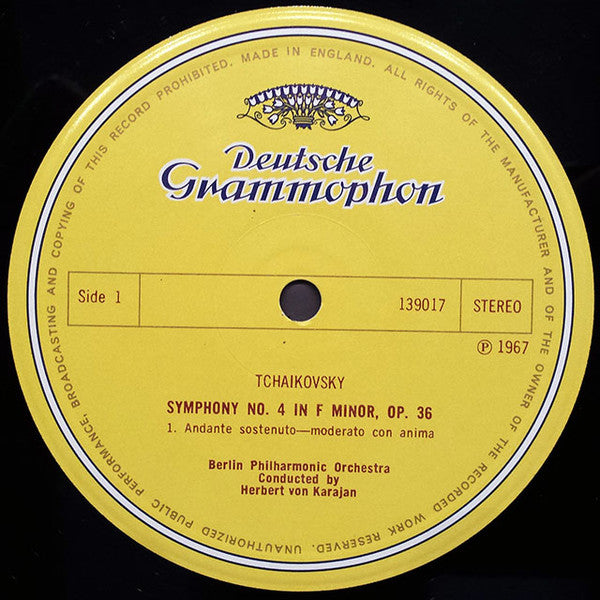 MADE IN ENGLAND. ALL RIGHTS OF THE MANUFACTURER AND OF THE OWNER OF THE RECORDED WORK RESERVED. UNAUTHORIZED PUBLIC PERFORMANCE, BROADCASTING AND COPYING OF THIS RECORD PROHIBITED.
Deutsche
Grammophon
Side 1 139017 STEREO
℗ 1967
TCHAIKOVSKY
SYMPHONY NO. 4 IN F MINOR, OP. 36
1. Andante sostenuto—moderato con anima
Berlin Philharmonic Orchestra
Conducted by
Herbert von Karajan